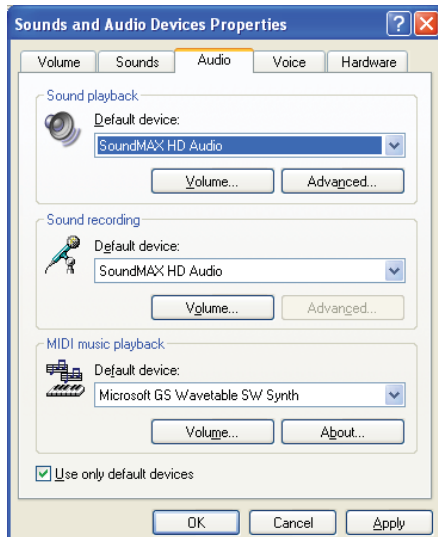 Sounds and Audio Devices Properties
Volume Sounds Audio Voice Hardware
Sound playback
Default device:
SoundMAX HD Audio
Volume... Advanced...
Sound recording
Default device:
SoundMAX HD Audio
Volume... Advanced...
MIDI music playback
Default device:
Microsoft GS Wavetable SW Synth
Volume... About...
Use only default devices
OK Cancel Apply